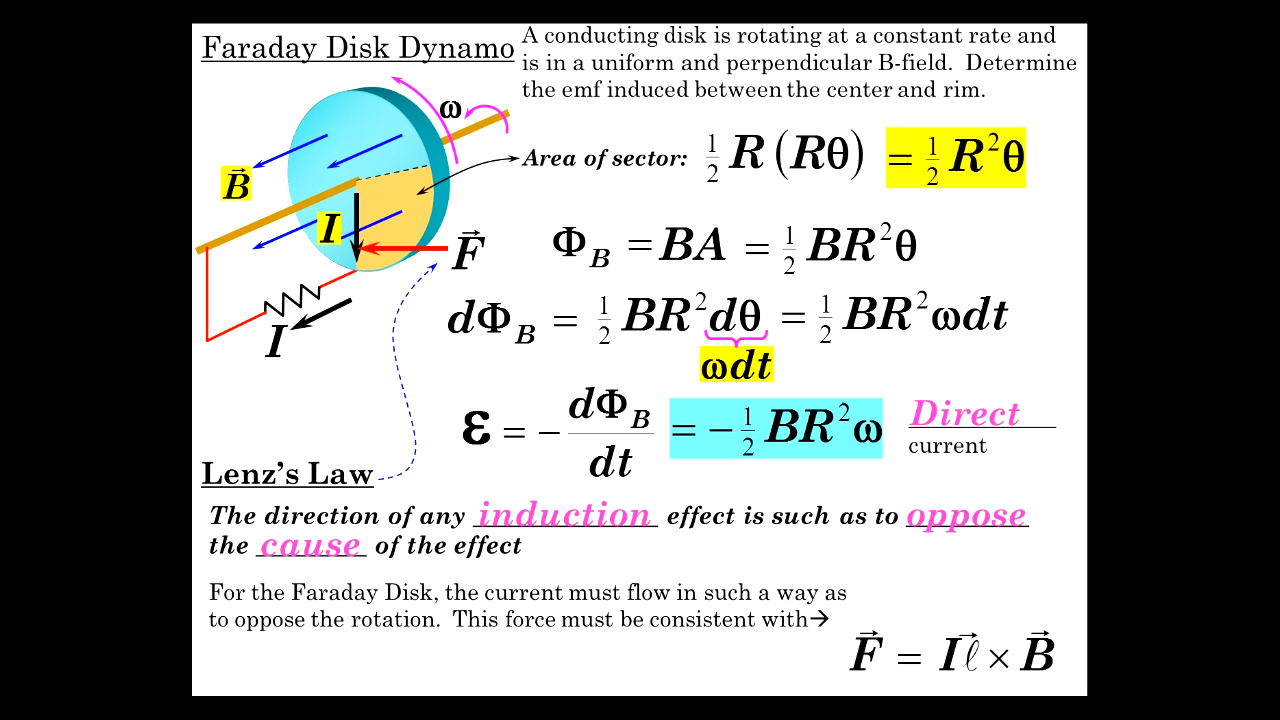 Faraday Disk Dynamo
A conducting disk is rotating at a constant rate and
is in a uniform and perpendicular B-field. Determine
the emf induced between the center and rim.
ω
B⃗
I
F⃗
I
Area of sector: ½ R (Rθ) = ½ R²θ
Φ_B = BA = ½ BR²θ
dΦ_B = ½ BR²dθ = ½ BR²ωdt
ωdt
ε = − dΦ_B/dt = −½ BR²ω
Direct
current
Lenz's Law
The direction of any induction effect is such as to oppose
the cause of the effect
For the Faraday Disk, the current must flow in such a way as
to oppose the rotation. This force must be consistent with→
F⃗ = Iℓ⃗ × B⃗